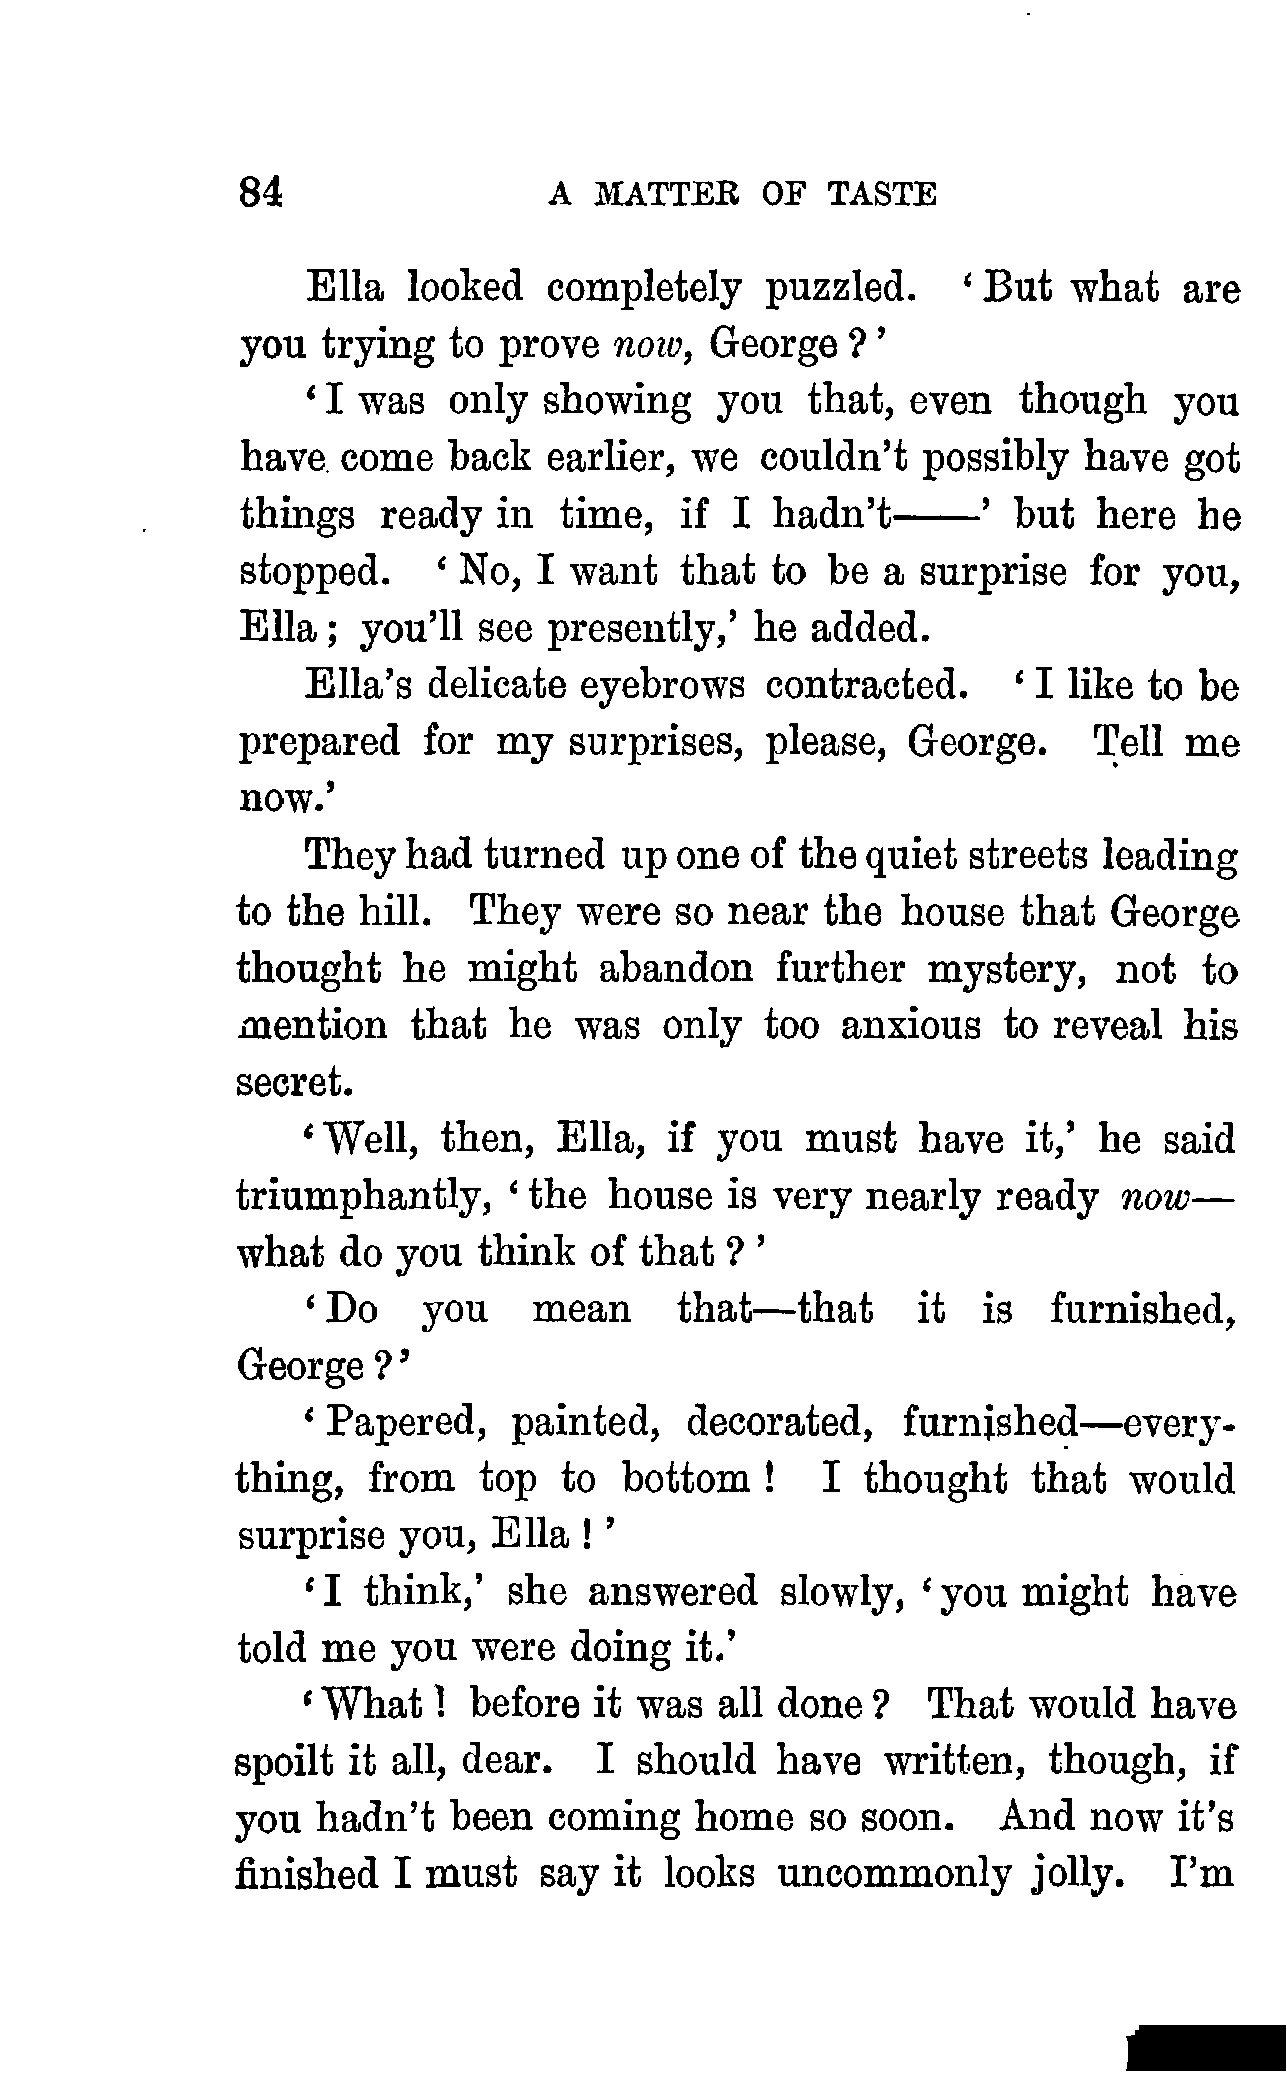 84 A MATTER OF TASTE
Ella looked completely puzzled. ‘ But what are
you trying to prove now, George ? ’
‘ I was only showing you that, even though you
have come back earlier, we couldn’t possibly have got
things ready in time, if I hadn’t——’ but here he
stopped. ‘ No, I want that to be a surprise for you,
Ella ; you’ll see presently,’ he added.
Ella’s delicate eyebrows contracted. ‘ I like to be
prepared for my surprises, please, George. Tell me
now.’
They had turned up one of the quiet streets leading
to the hill. They were so near the house that George
thought he might abandon further mystery, not to
mention that he was only too anxious to reveal his
secret.
‘ Well, then, Ella, if you must have it,’ he said
triumphantly, ‘ the house is very nearly ready now—
what do you think of that ? ’
‘ Do you mean that—that it is furnished,
George ? ’
‘ Papered, painted, decorated, furnished—every-
thing, from top to bottom ! I thought that would
surprise you, Ella ! ’
‘ I think,’ she answered slowly, ‘ you might have
told me you were doing it.’
‘ What ! before it was all done ? That would have
spoilt it all, dear. I should have written, though, if
you hadn’t been coming home so soon. And now it’s
finished I must say it looks uncommonly jolly. I’m